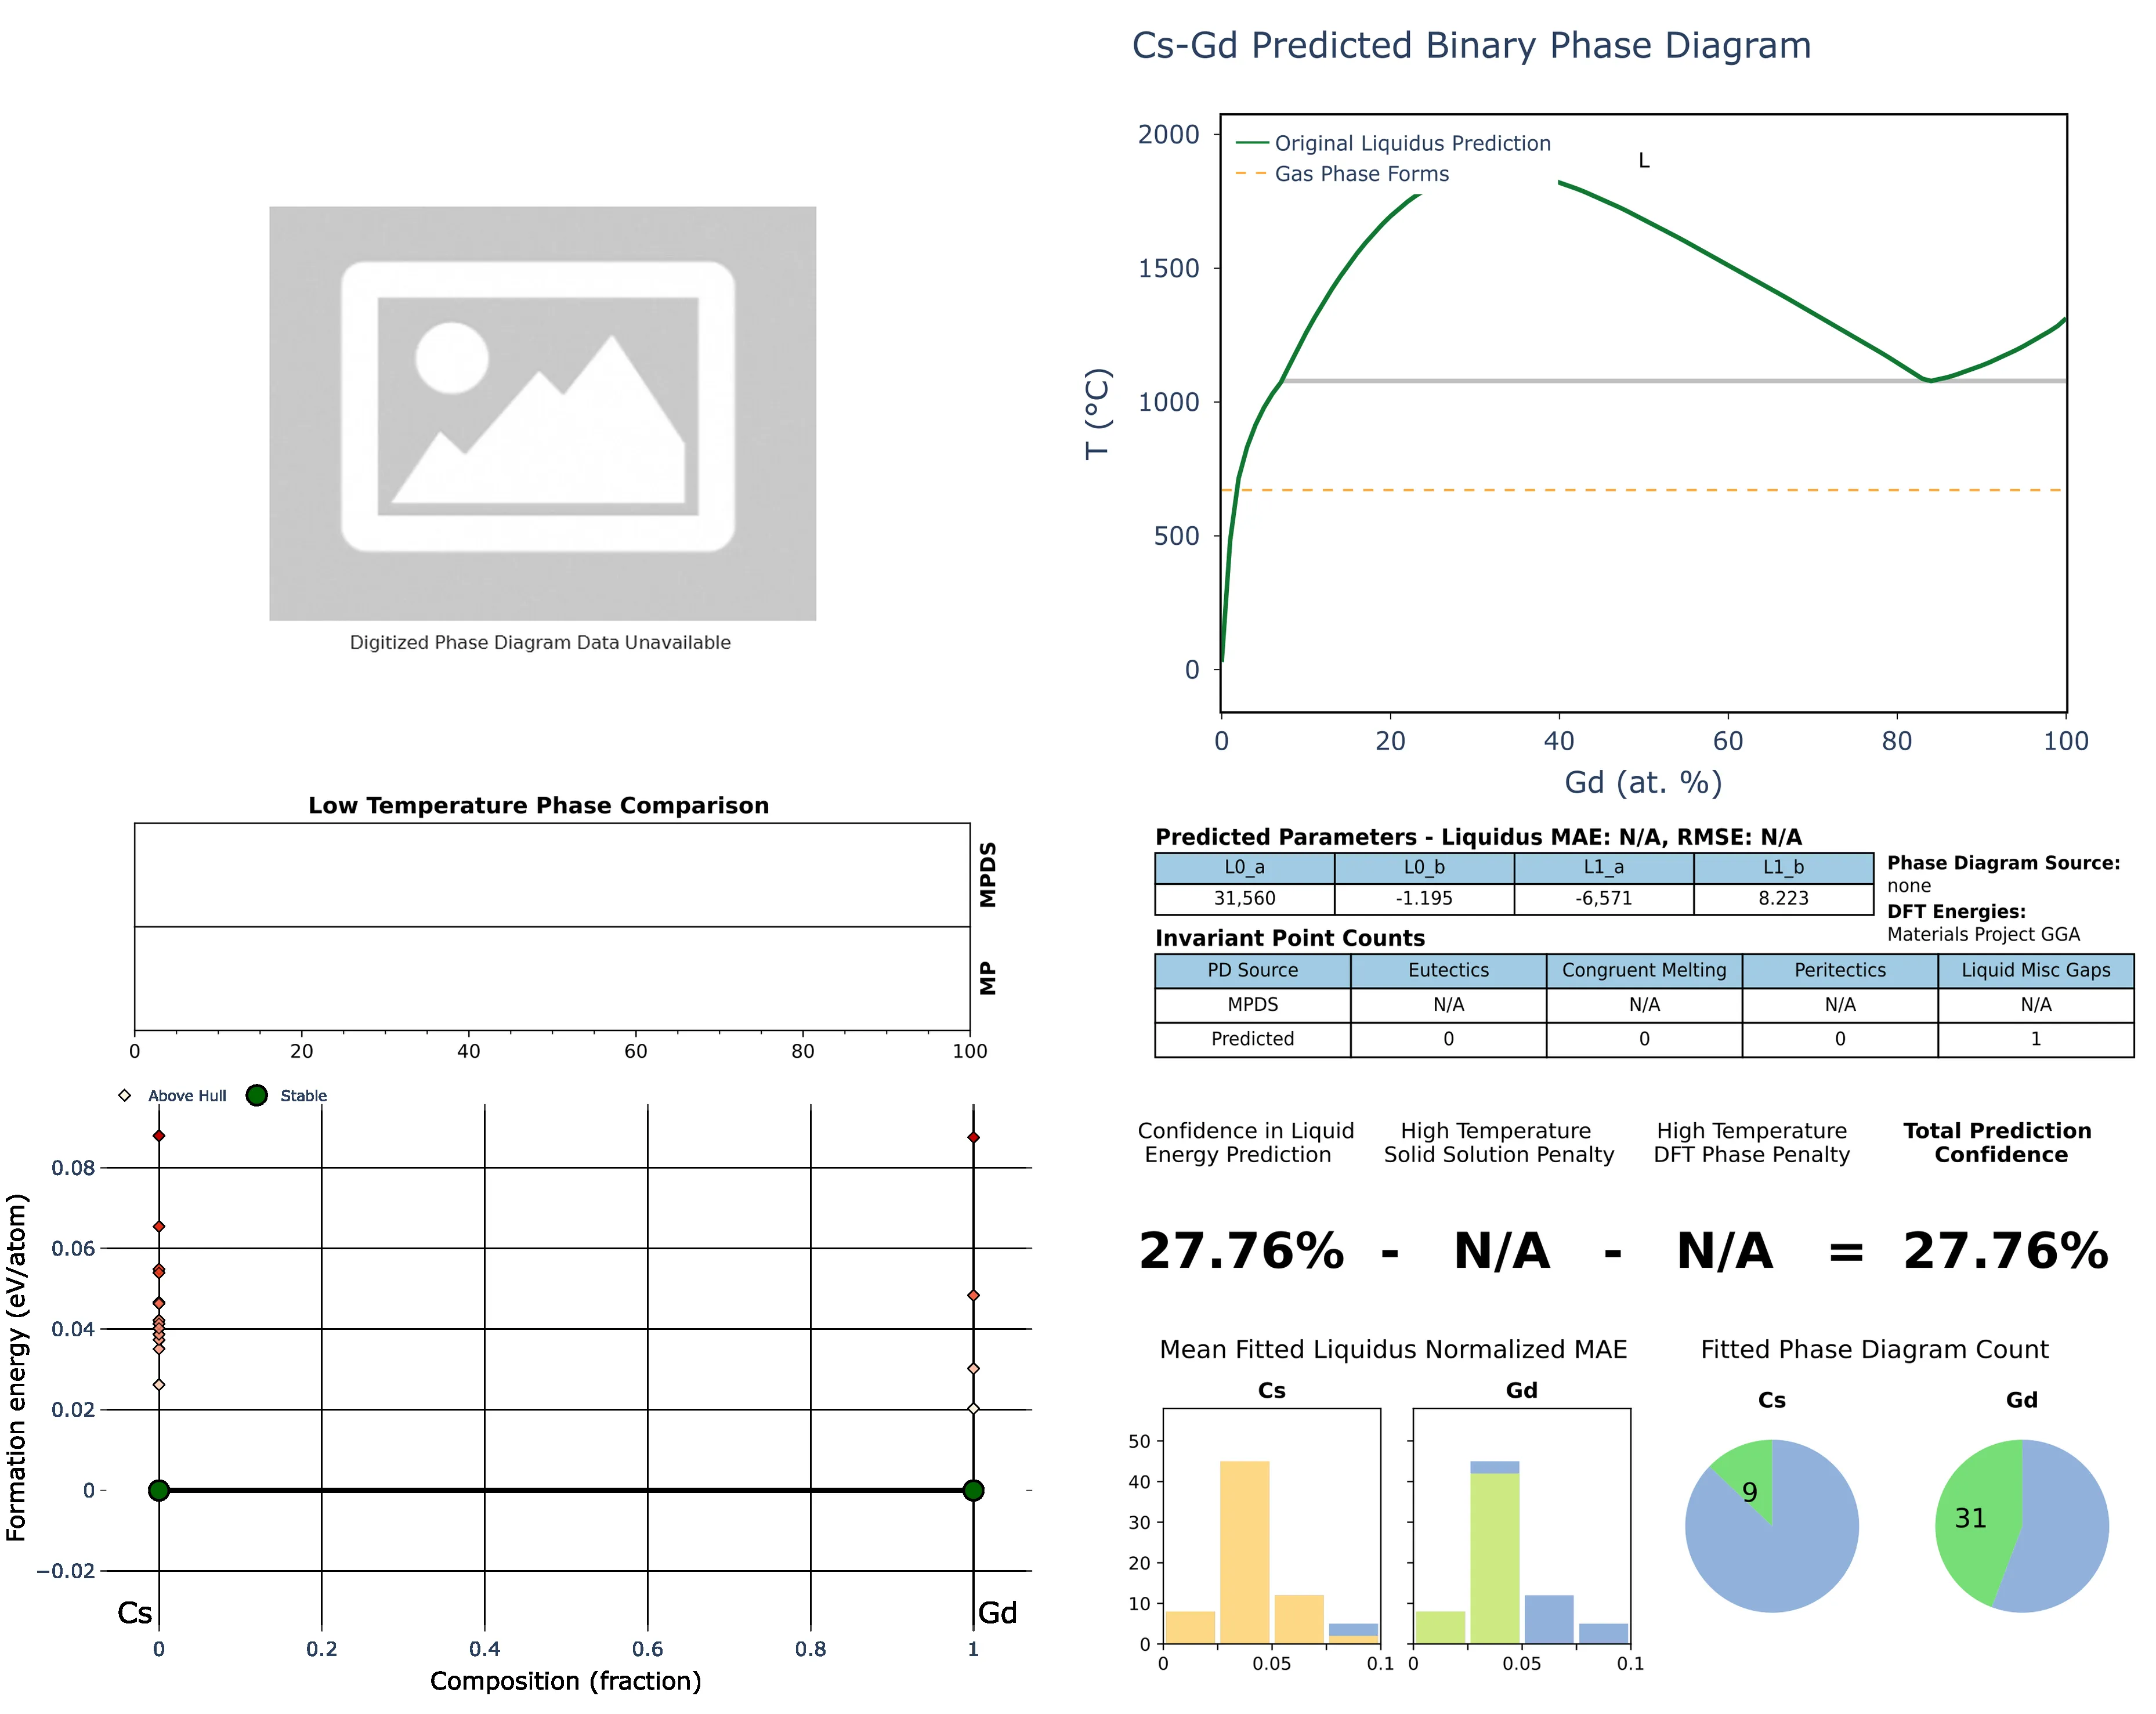 Cs-Gd Predicted Binary Phase Diagram
Original Liquidus Prediction
Gas Phase Forms
L
T (°C)
2000
1500
1000
500
0
0 20 40 60 80 100
Gd (at. %)
Digitized Phase Diagram Data Unavailable
Low Temperature Phase Comparison
MPDS
MP
0 20 40 60 80 100
Predicted Parameters - Liquidus MAE: N/A, RMSE: N/A
L0_a L0_b L1_a L1_b
31,560 -1.195 -6,571 8.223
Phase Diagram Source:
none
DFT Energies:
Materials Project GGA
Invariant Point Counts
PD Source Eutectics Congruent Melting Peritectics Liquid Misc Gaps
MPDS N/A N/A N/A N/A
Predicted 0 0 0 1
Above Hull Stable
Formation energy (eV/atom)
0.08
0.06
0.04
0.02
0
−0.02
Cs Gd
0 0.2 0.4 0.6 0.8 1
Composition (fraction)
Confidence in Liquid
Energy Prediction
High Temperature
Solid Solution Penalty
High Temperature
DFT Phase Penalty
Total Prediction
Confidence
27.76% - N/A - N/A = 27.76%
Mean Fitted Liquidus Normalized MAE
Cs Gd
50
40
30
20
10
0
0 0.05 0.1 0 0.05 0.1
Fitted Phase Diagram Count
Cs Gd
9 31